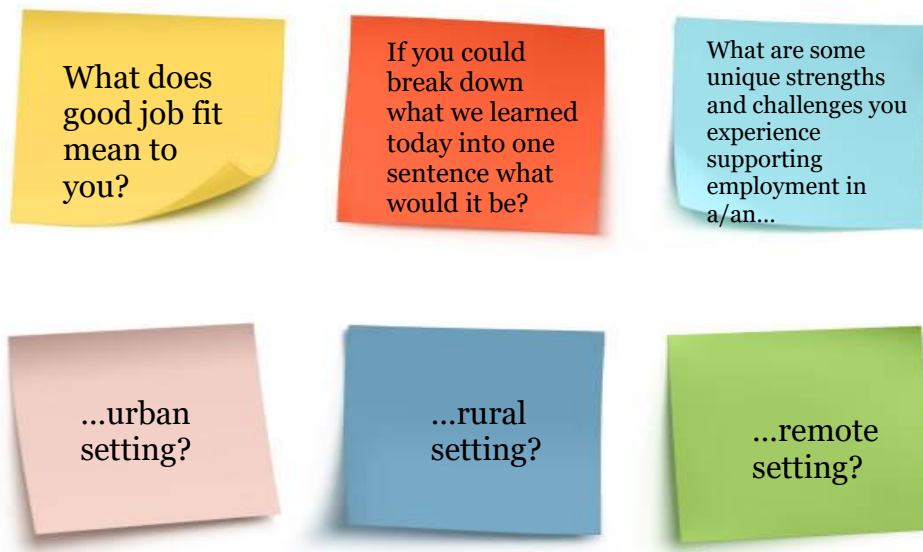 What does
good job fit
mean to
you?
If you could
break down
what we learned
today into one
sentence what
would it be?
What are some
unique strengths
and challenges you
experience
supporting
employment in
a/an...
...urban
setting?
...rural
setting?
...remote
setting?